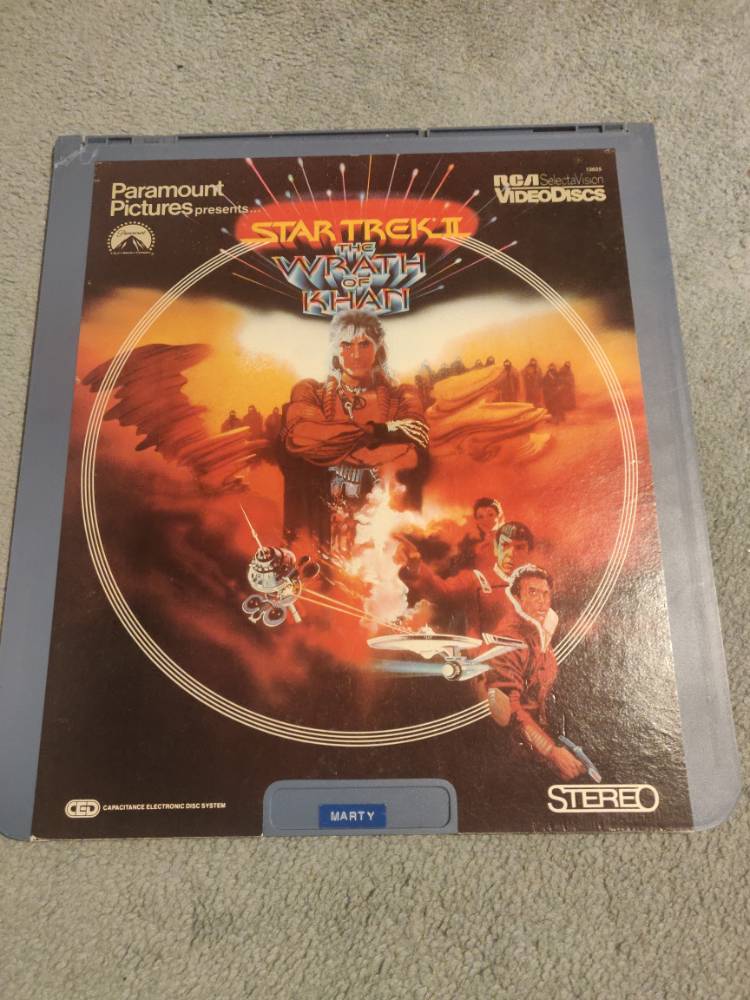 Paramount
Pictures presents...
Paramount
RCA SelectaVision
VIDEODISCS
STAR TREK II
THE
WRATH
OF
KHAN
CED CAPACITANCE ELECTRONIC DISC SYSTEM
MARTY
STEREO